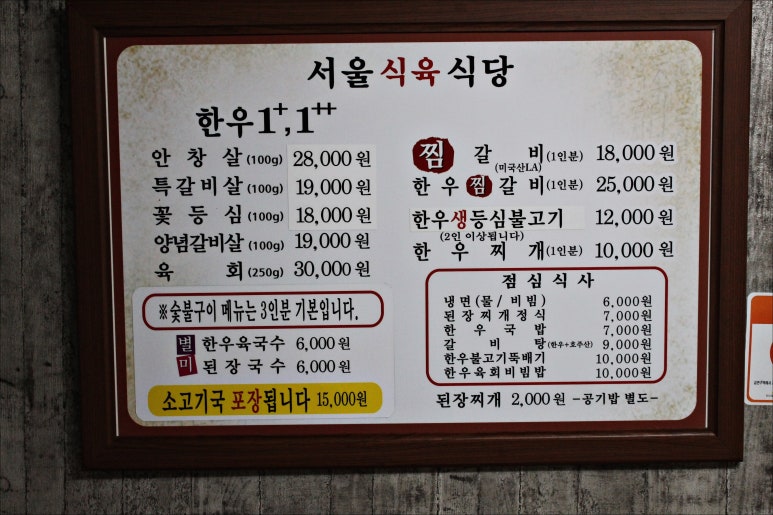 서울식육식당
한우1+,1++
안창살(100g) 28,000원
특갈비살(100g) 19,000원
꽃등심(100g) 18,000원
양념갈비살(100g) 19,000원
육회(250g) 30,000원
※숯불구이 메뉴는 3인분 기본입니다.
별미
한우육국수 6,000원
된장국수 6,000원
소고기국 포장됩니다 15,000원
찜갈비(1인분) 18,000원
(미국산LA)
한우찜갈비(1인분) 25,000원
한우생등심불고기 12,000원
(2인 이상됩니다)
한우찌개(1인분) 10,000원
점심식사
냉면(물/비빔) 6,000원
된장찌개정식 7,000원
한우국밥 7,000원
갈비탕(한우+호주산) 9,000원
한우불고기뚝배기 10,000원
한우육회비빔밥 10,000원
된장찌개 2,000원 -공기밥 별도-